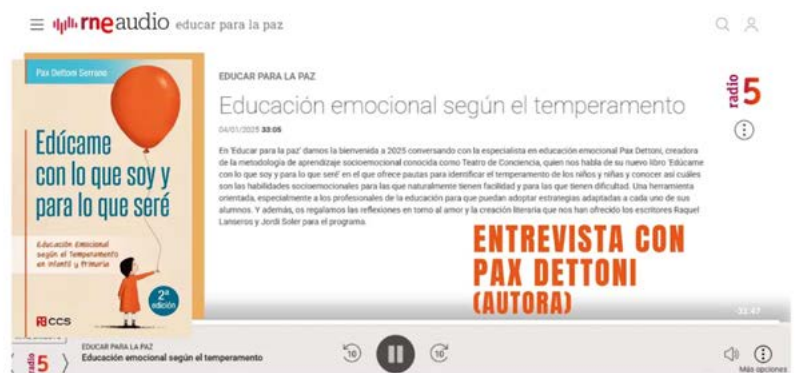 rne audio educar para la paz
Pax Dettoni Serrano
Edúcame
con lo que soy y
para lo que seré
Educación Emocional
según el Temperamento
en infantil y Primaria
2ª
edición
CCS
EDUCAR PARA LA PAZ
Educación emocional según el temperamento
04/01/2025 33:05
En 'Educar para la paz' damos la bienvenida a 2025 conversando con la especialista en educación emocional Pax Dettoni, creadora
de la metodología de aprendizaje socioemocional conocida como Teatro de Conciencia, quien nos habla de su nuevo libro 'Edúcame
con lo que soy y para lo que seré' en el que ofrece pautas para identificar el temperamento de los niños y niñas y conocer así cuáles
son las habilidades socioemocionales para las que naturalmente tienen facilidad y para las que tienen dificultad. Una herramienta
orientada, especialmente a los profesionales de la educación para que puedan adoptar estrategias adaptadas a cada uno de sus
alumnos. Y además, os regalamos las reflexiones en torno al amor y la creación literaria que nos han ofrecido los escritores Raquel
Lanseros y Jordi Soler para el programa.
radio 5
ENTREVISTA CON
PAX DETTONI
(AUTORA)
radio 5
EDUCAR PARA LA PAZ
Educación emocional según el temperamento
10
10
Más opciones